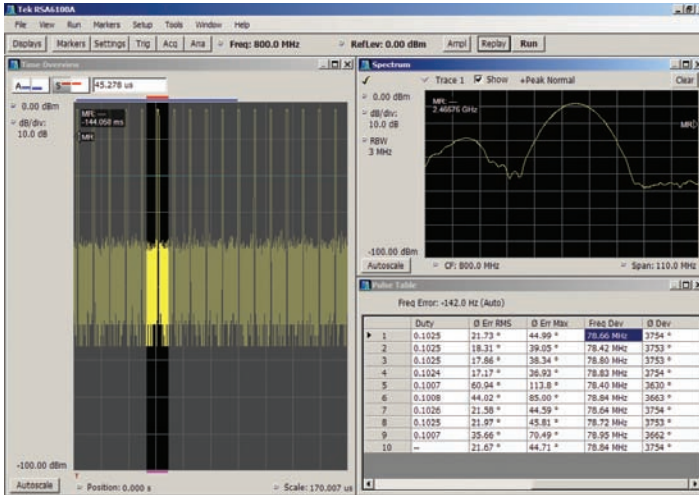 Tek RSA6100A
File View Run Markers Setup Tools Window Help
Displays Markers Settings Trig Acq Ana Freq: 800.0 MHz RefLev: 0.00 dBm Ampl Replay Run
Time Overview
45.278 us
0.00 dBm
dB/div:
10.0 dB
MR: ---
-144.058 ms
MR
-100.00 dBm
Autoscale Position: 0.000 s Scale: 170.007 us
Spectrum
Trace 1 Show +Peak Normal Clear
0.00 dBm
dB/div:
10.0 dB
RBW
3 MHz
MR: ---
2.46676 GHz
MR
-100.00 dBm
Autoscale CF: 800.0 MHz Span: 110.0 MHz
Pulse Table
Freq Error: -142.0 Hz (Auto)
Duty Ø Err RMS Ø Err Max Freq Dev Ø Dev
1 0.1025 21.73 ° 44.99 ° 78.66 MHz 3754 °
2 0.1025 18.31 ° 39.05 ° 78.42 MHz 3753 °
3 0.1025 17.86 ° 38.34 ° 78.80 MHz 3753 °
4 0.1024 17.17 ° 36.93 ° 78.83 MHz 3754 °
5 0.1007 60.94 ° 113.8 ° 78.40 MHz 3630 °
6 0.1008 44.02 ° 85.00 ° 78.84 MHz 3663 °
7 0.1026 21.58 ° 44.59 ° 78.64 MHz 3754 °
8 0.1025 21.97 ° 45.81 ° 78.72 MHz 3753 °
9 0.1007 35.66 ° 70.49 ° 78.95 MHz 3662 °
10 -- 21.67 ° 44.71 ° 78.84 MHz 3754 °